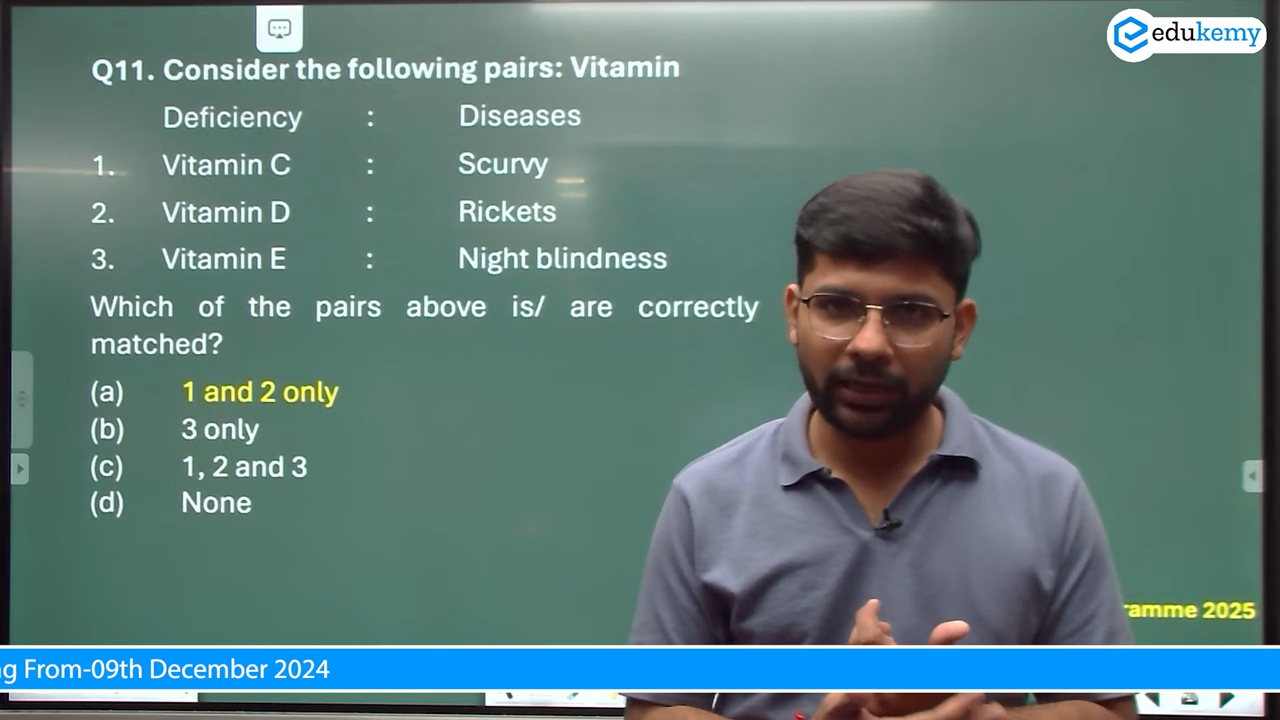 edukemy
Q11. Consider the following pairs: Vitamin
Deficiency : Diseases
1. Vitamin C : Scurvy
2. Vitamin D : Rickets
3. Vitamin E : Night blindness
Which of the pairs above is/ are correctly
matched?
(a) 1 and 2 only
(b) 3 only
(c) 1, 2 and 3
(d) None
2025
From-09th December 2024